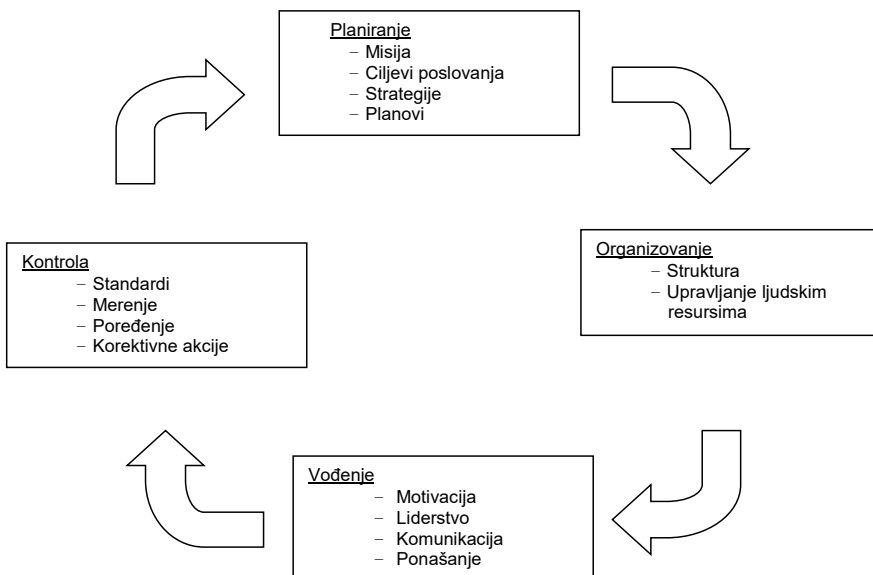 Planiranje
− Misija
− Ciljevi poslovanja
− Strategije
− Planovi
Organizovanje
− Struktura
− Upravljanje ljudskim
resursima
Vođenje
− Motivacija
− Liderstvo
− Komunikacija
− Ponašanje
Kontrola
− Standardi
− Merenje
− Poređenje
− Korektivne akcije